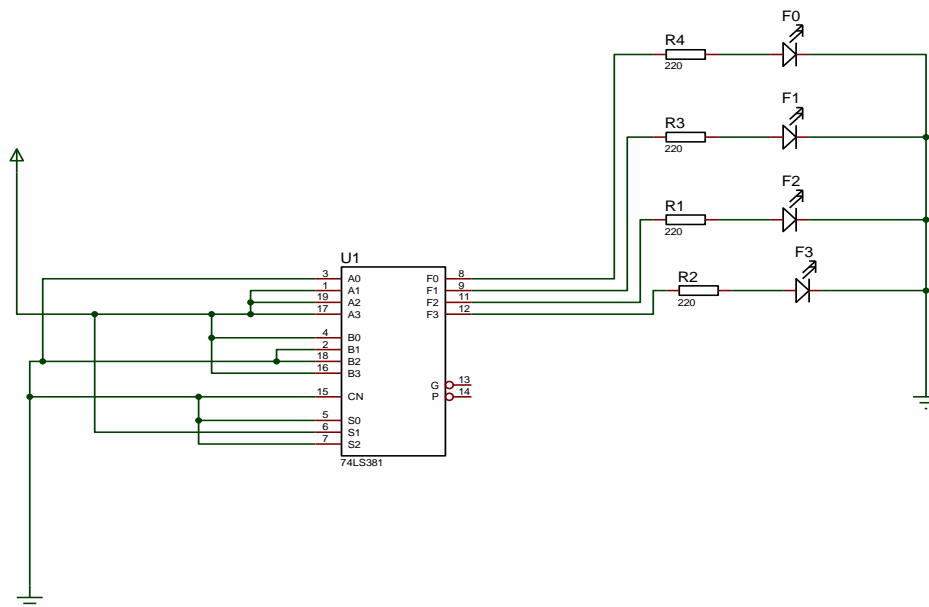 F0
R4
220
F1
R3
220
F2
R1
220
F3
R2
220
U1
3 A0 F0 8
1 A1 F1 9
19 A2 F2 11
17 A3 F3 12
4 B0
2 B1
18 B2
16 B3
G 13
15 CN P 14
5 S0
6 S1
7 S2
74LS381